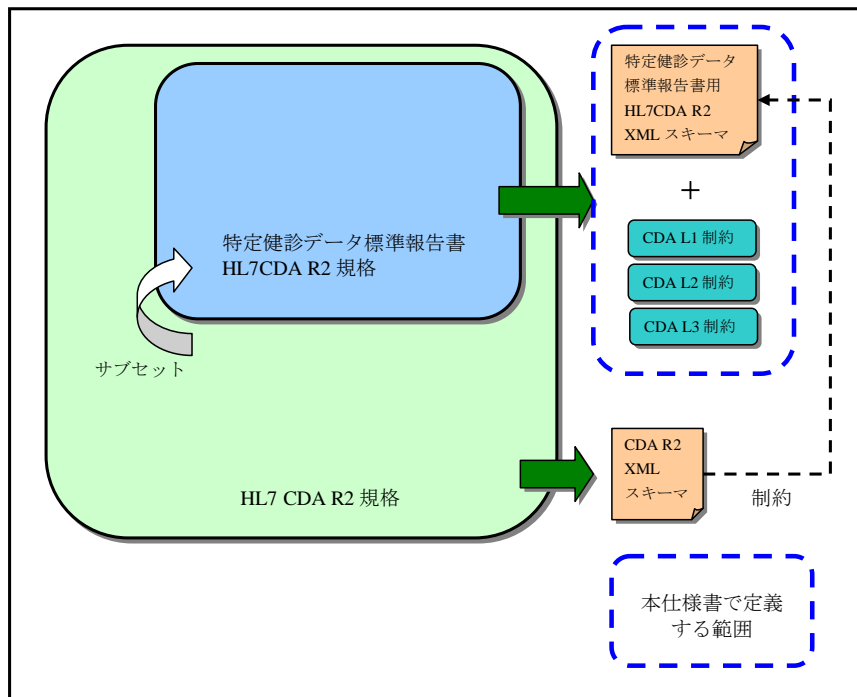 特定健診データ標準報告書
HL7CDA R2 規格
サブセット
HL7 CDA R2 規格
特定健診データ
標準報告書用
HL7CDA R2
XML スキーマ
+
CDA L1 制約
CDA L2 制約
CDA L3 制約
CDA R2
XML
スキーマ
制約
本仕様書で定義
する範囲